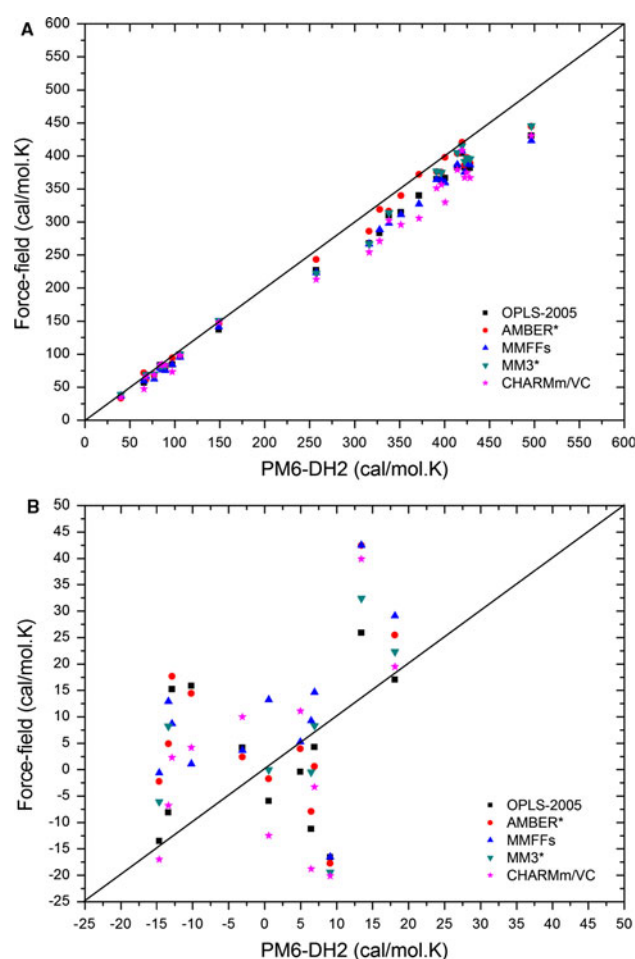 A
600
550
500
450
400
350
300
250
200
150
100
50
0
Force-field (cal/mol.K)
OPLS-2005
AMBER*
MMFFs
MM3*
CHARMm/VC
0 50 100 150 200 250 300 350 400 450 500 550 600
PM6-DH2 (cal/mol.K)
B
50
45
40
35
30
25
20
15
10
5
0
-5
-10
-15
-20
-25
Force-field (cal/mol.K)
OPLS-2005
AMBER*
MMFFs
MM3*
CHARMm/VC
-25 -20 -15 -10 -5 0 5 10 15 20 25 30 35 40 45 50
PM6-DH2 (cal/mol.K)